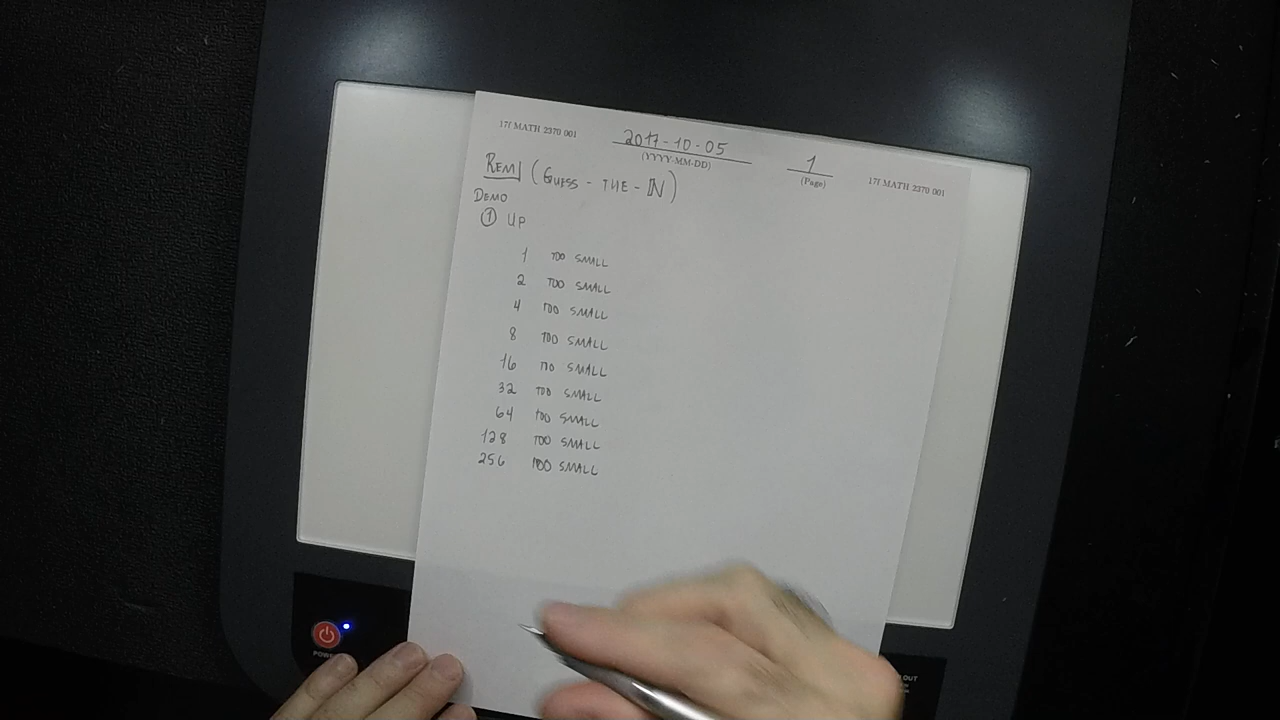 17f MATH 2370 001
2017-10-05
(YYYY-MM-DD)
1
(Page)
17f MATH 2370 001
REM (GUESS-THE-ℕ)
DEMO
① UP
1 TOO SMALL
2 TOO SMALL
4 TOO SMALL
8 TOO SMALL
16 TOO SMALL
32 TOO SMALL
64 TOO SMALL
128 TOO SMALL
256 TOO SMALL